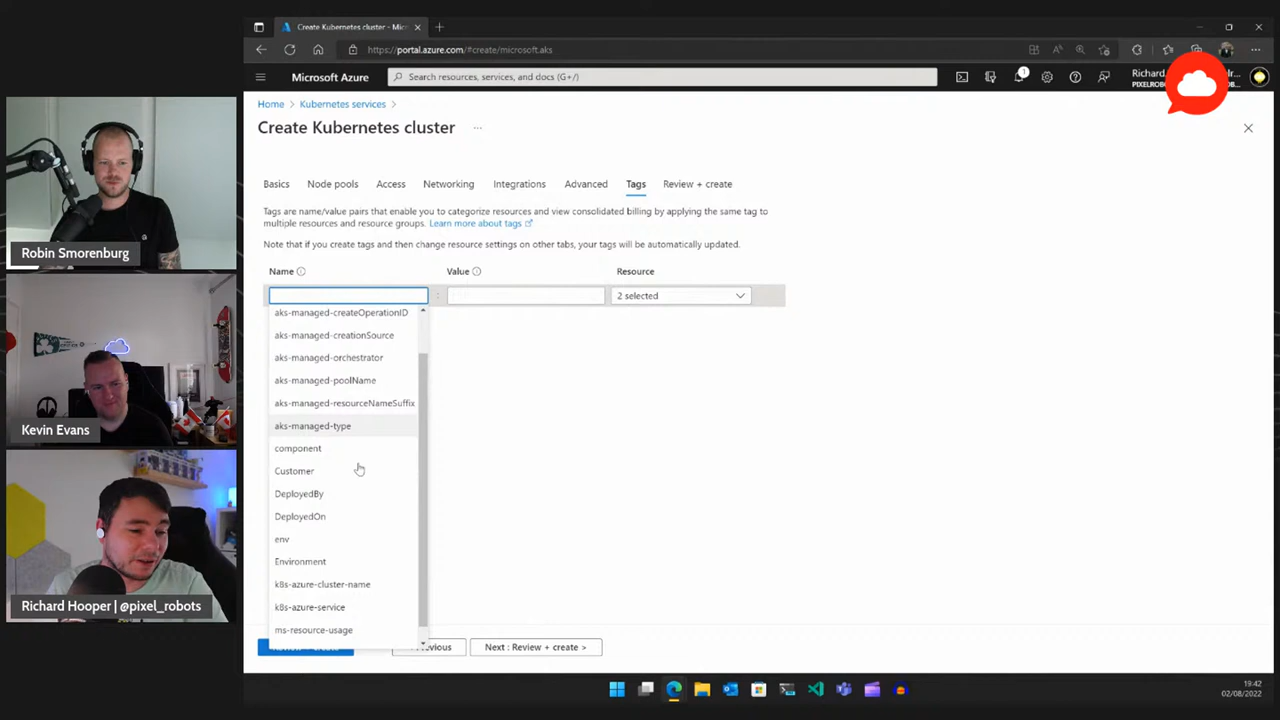 Create Kubernetes cluster - Micr
https://portal.azure.com/#create/microsoft.aks
Microsoft Azure
Search resources, services, and docs (G+/)
1
Home > Kubernetes services >
Create Kubernetes cluster
...
Basics
Node pools
Access
Networking
Integrations
Advanced
Tags
Review + create
Tags are name/value pairs that enable you to categorize resources and view consolidated billing by applying the same tag to
multiple resources and resource groups. Learn more about tags
Note that if you create tags and then change resource settings on other tabs, your tags will be automatically updated.
Name
Value
Resource
:
2 selected
aks-managed-createOperationID
aks-managed-creationSource
aks-managed-orchestrator
aks-managed-poolName
aks-managed-resourceNameSuffix
aks-managed-type
component
Customer
DeployedBy
DeployedOn
env
Environment
k8s-azure-cluster-name
k8s-azure-service
ms-resource-usage
Next : Review + create >
19:42
02/08/2022
Robin Smorenburg
Kevin Evans
Richard Hooper | @pixel_robots